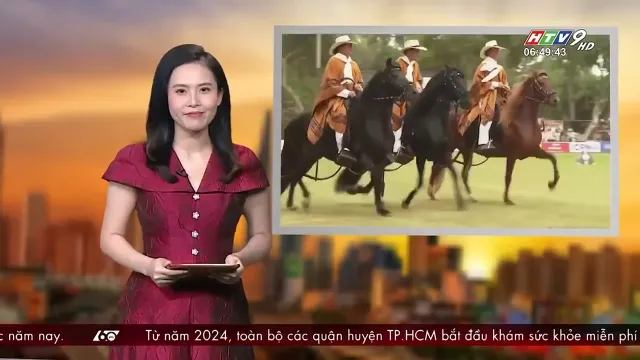 HTV9 HD
06:49:43
c năm nay. 60 Từ năm 2024, toàn bộ các quận huyện TP.HCM bắt đầu khám sức khỏe miễn phí